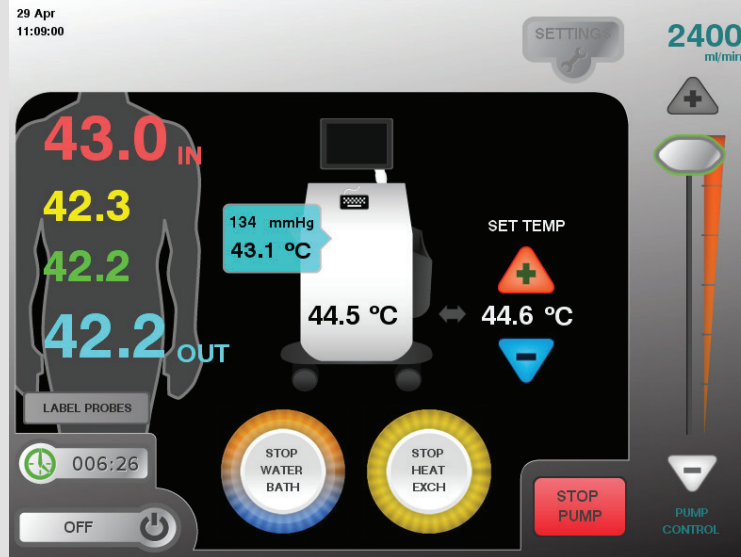 29 Apr
11:09:00
SETTINGS
2400
ml/min
43.0 IN
42.3
42.2
42.2 OUT
134 mmHg
43.1 ºC
44.5 ºC
SET TEMP
+
44.6 ºC
-
LABEL PROBES
006:26
OFF
STOP
WATER
BATH
STOP
HEAT
EXCH
STOP
PUMP
+
-
PUMP
CONTROL